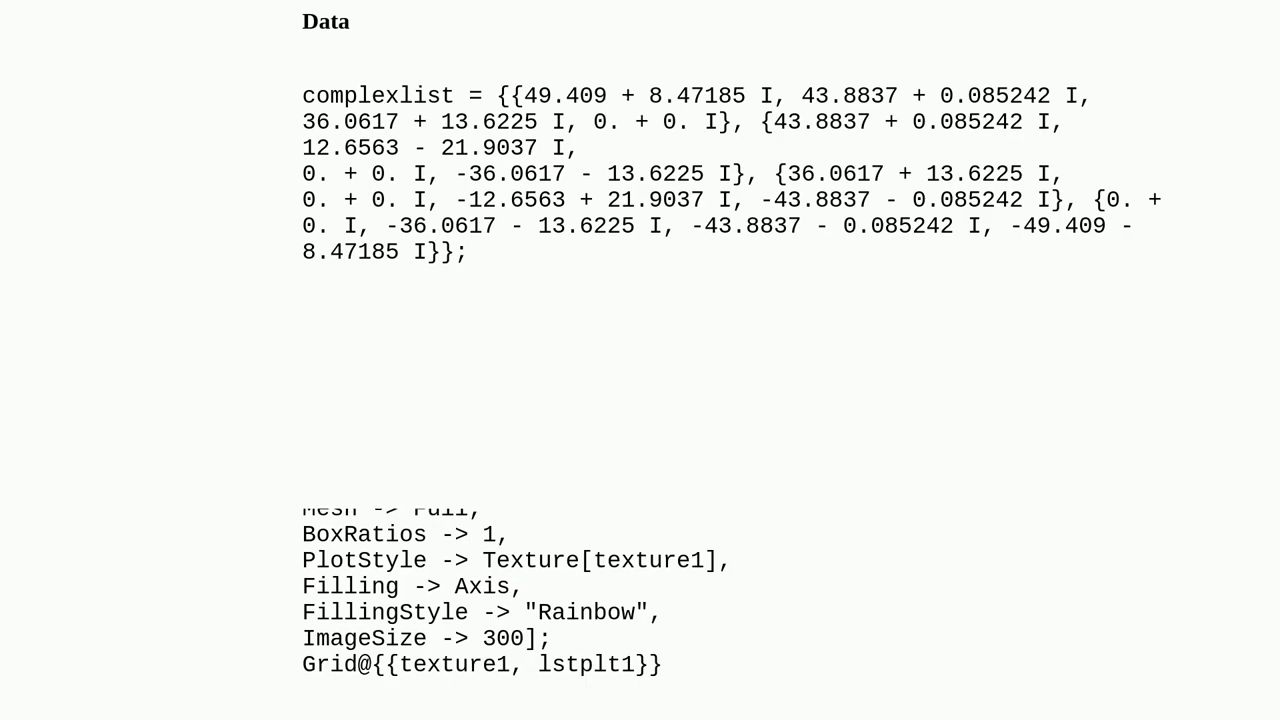 Data
complexlist = {{49.409 + 8.47185 I, 43.8837 + 0.085242 I,
36.0617 + 13.6225 I, 0. + 0. I}, {43.8837 + 0.085242 I,
12.6563 - 21.9037 I,
0. + 0. I, -36.0617 - 13.6225 I}, {36.0617 + 13.6225 I,
0. + 0. I, -12.6563 + 21.9037 I, -43.8837 - 0.085242 I}, {0. +
0. I, -36.0617 - 13.6225 I, -43.8837 - 0.085242 I, -49.409 -
8.47185 I}};
Mesh -> Full,
BoxRatios -> 1,
PlotStyle -> Texture[texture1],
Filling -> Axis,
FillingStyle -> "Rainbow",
ImageSize -> 300];
Grid@{{texture1, lstplt1}}